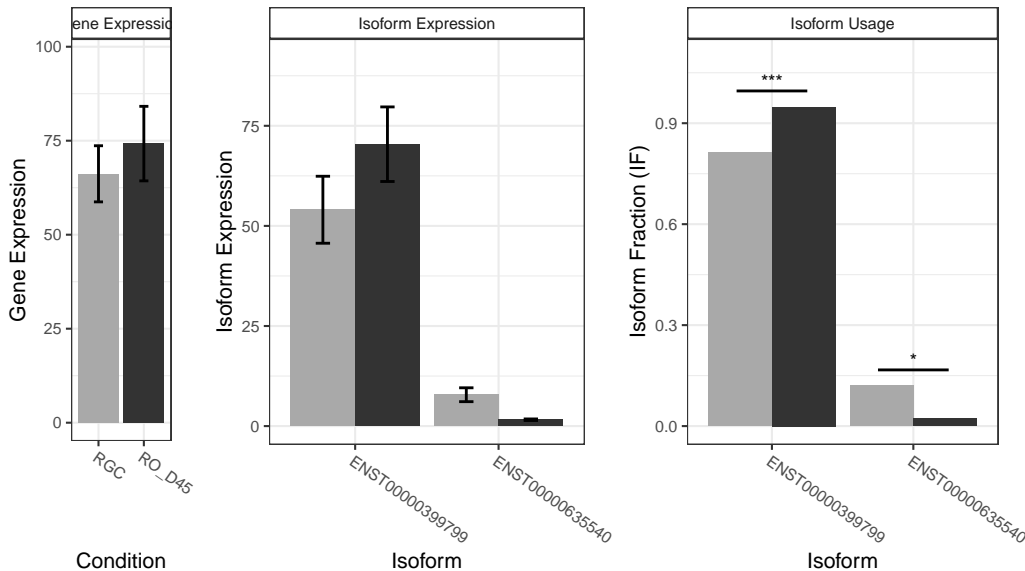 ene Expressio
Gene Expression
100
75
50
25
0
RGC
RO_D45
Condition
Isoform Expression
Isoform Expression
75
50
25
0
ENST00000399799
ENST00000635540
Isoform
Isoform Usage
Isoform Fraction (IF)
0.9
0.6
0.3
0.0
***
*
ENST00000399799
ENST00000635540
Isoform